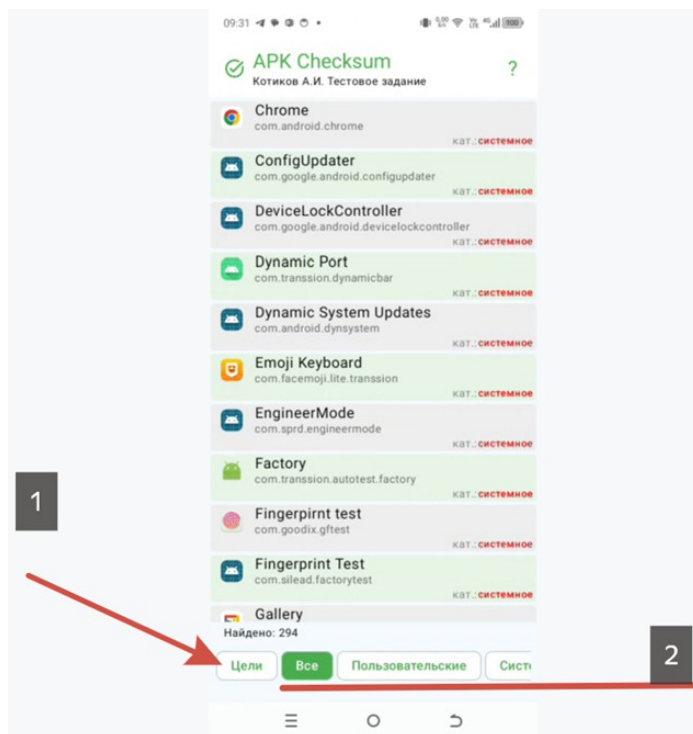 09:31
0,00
APK Checksum
Котиков А.И. Тестовое задание
?
Chrome
com.android.chrome
кат.:системное
ConfigUpdater
com.google.android.configupdater
кат.:системное
DeviceLockController
com.google.android.devicelockcontroller
кат.:системное
Dynamic Port
com.transsion.dynamicbar
кат.:системное
Dynamic System Updates
com.android.dynsystem
кат.:системное
Emoji Keyboard
com.facemoji.lite.transsion
кат.:системное
EngineerMode
com.sprd.engineermode
кат.:системное
Factory
com.transsion.autotest.factory
кат.:системное
Fingerpirnt test
com.goodix.gftest
кат.:системное
Fingerprint Test
com.silead.factorytest
кат.:системное
Gallery
Найдено: 294
Цели Все Пользовательские Сист
1
2